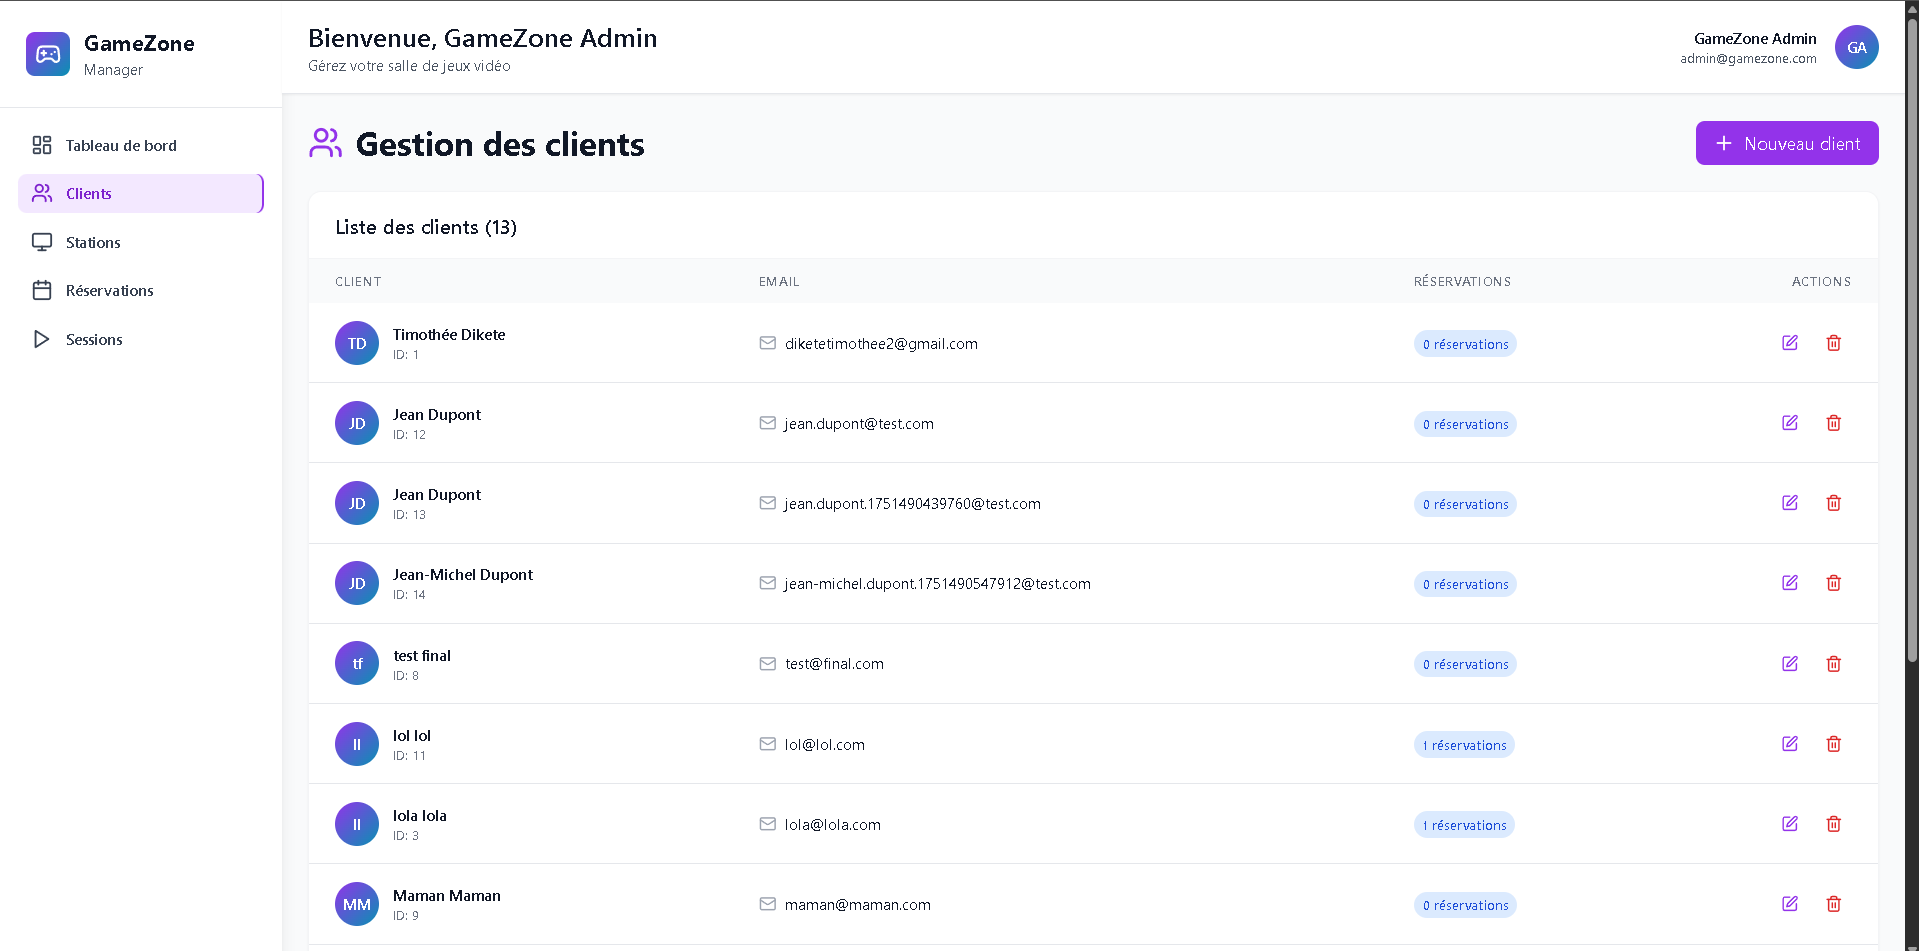 GameZone
Manager
Bienvenue, GameZone Admin
Gérez votre salle de jeux vidéo
GameZone Admin
admin@gamezone.com
GA
Tableau de bord
Clients
Stations
Réservations
Sessions
Gestion des clients
+ Nouveau client
Liste des clients (13)
CLIENT EMAIL RÉSERVATIONS ACTIONS
TD Timothée Dikete diketetimothee2@gmail.com 0 réservations
ID: 1
JD Jean Dupont jean.dupont@test.com 0 réservations
ID: 12
JD Jean Dupont jean.dupont.1751490439760@test.com 0 réservations
ID: 13
JD Jean-Michel Dupont jean-michel.dupont.1751490547912@test.com 0 réservations
ID: 14
tf test final test@final.com 0 réservations
ID: 8
ll lol lol lol@lol.com 1 réservations
ID: 11
ll lola lola lola@lola.com 1 réservations
ID: 3
MM Maman Maman maman@maman.com 0 réservations
ID: 9